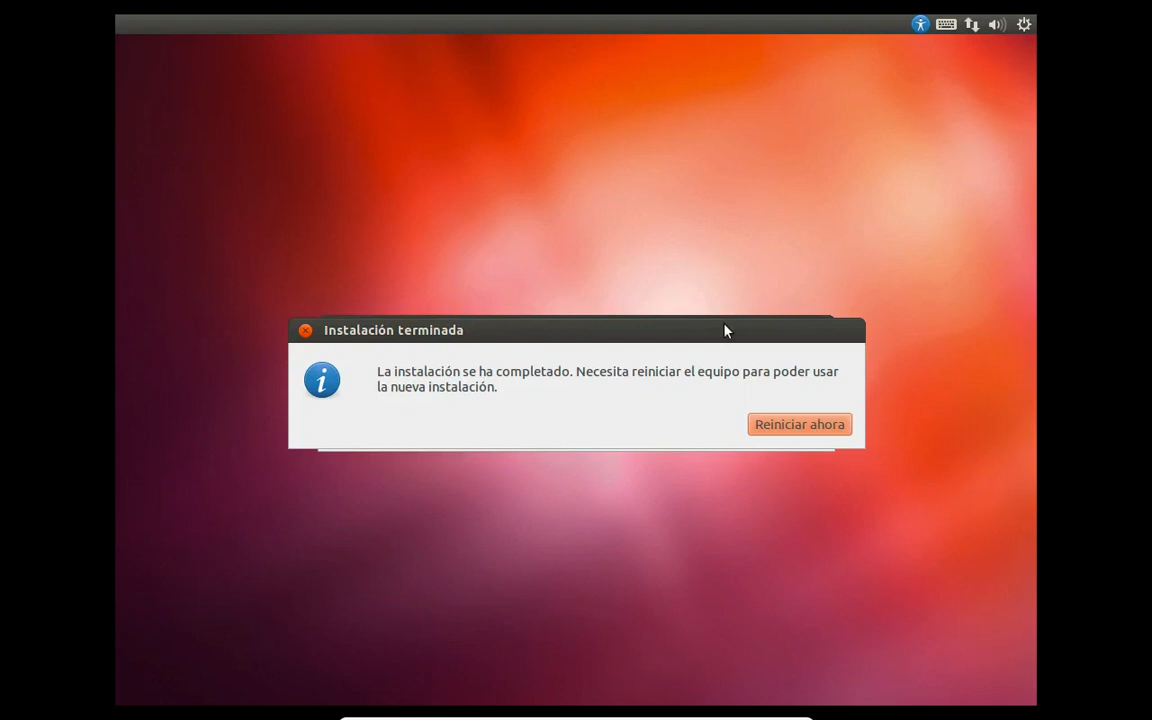 Instalación terminada
La instalación se ha completado. Necesita reiniciar el equipo para poder usar
la nueva instalación.
Reiniciar ahora